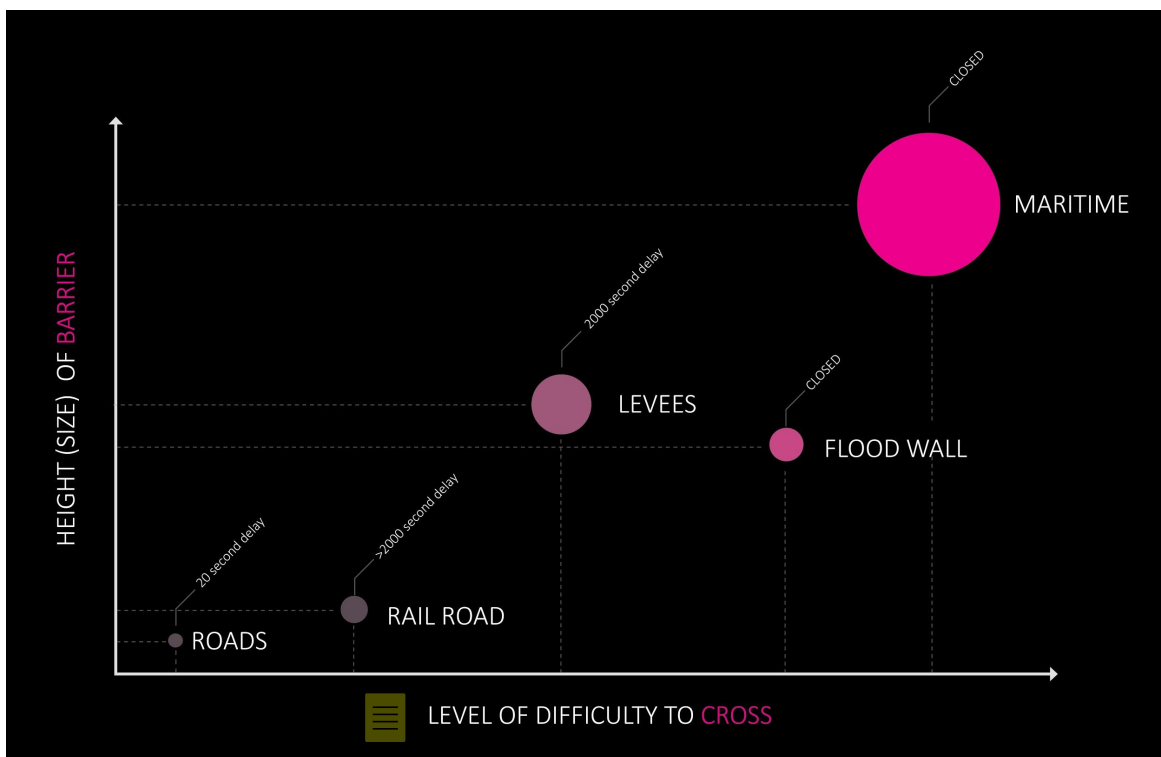 CLOSED
MARITIME
2000 second delay
LEVEES
CLOSED
FLOOD WALL
HEIGHT (SIZE) OF BARRIER
>2000 second delay
20 second delay
RAIL ROAD
ROADS
LEVEL OF DIFFICULTY TO CROSS